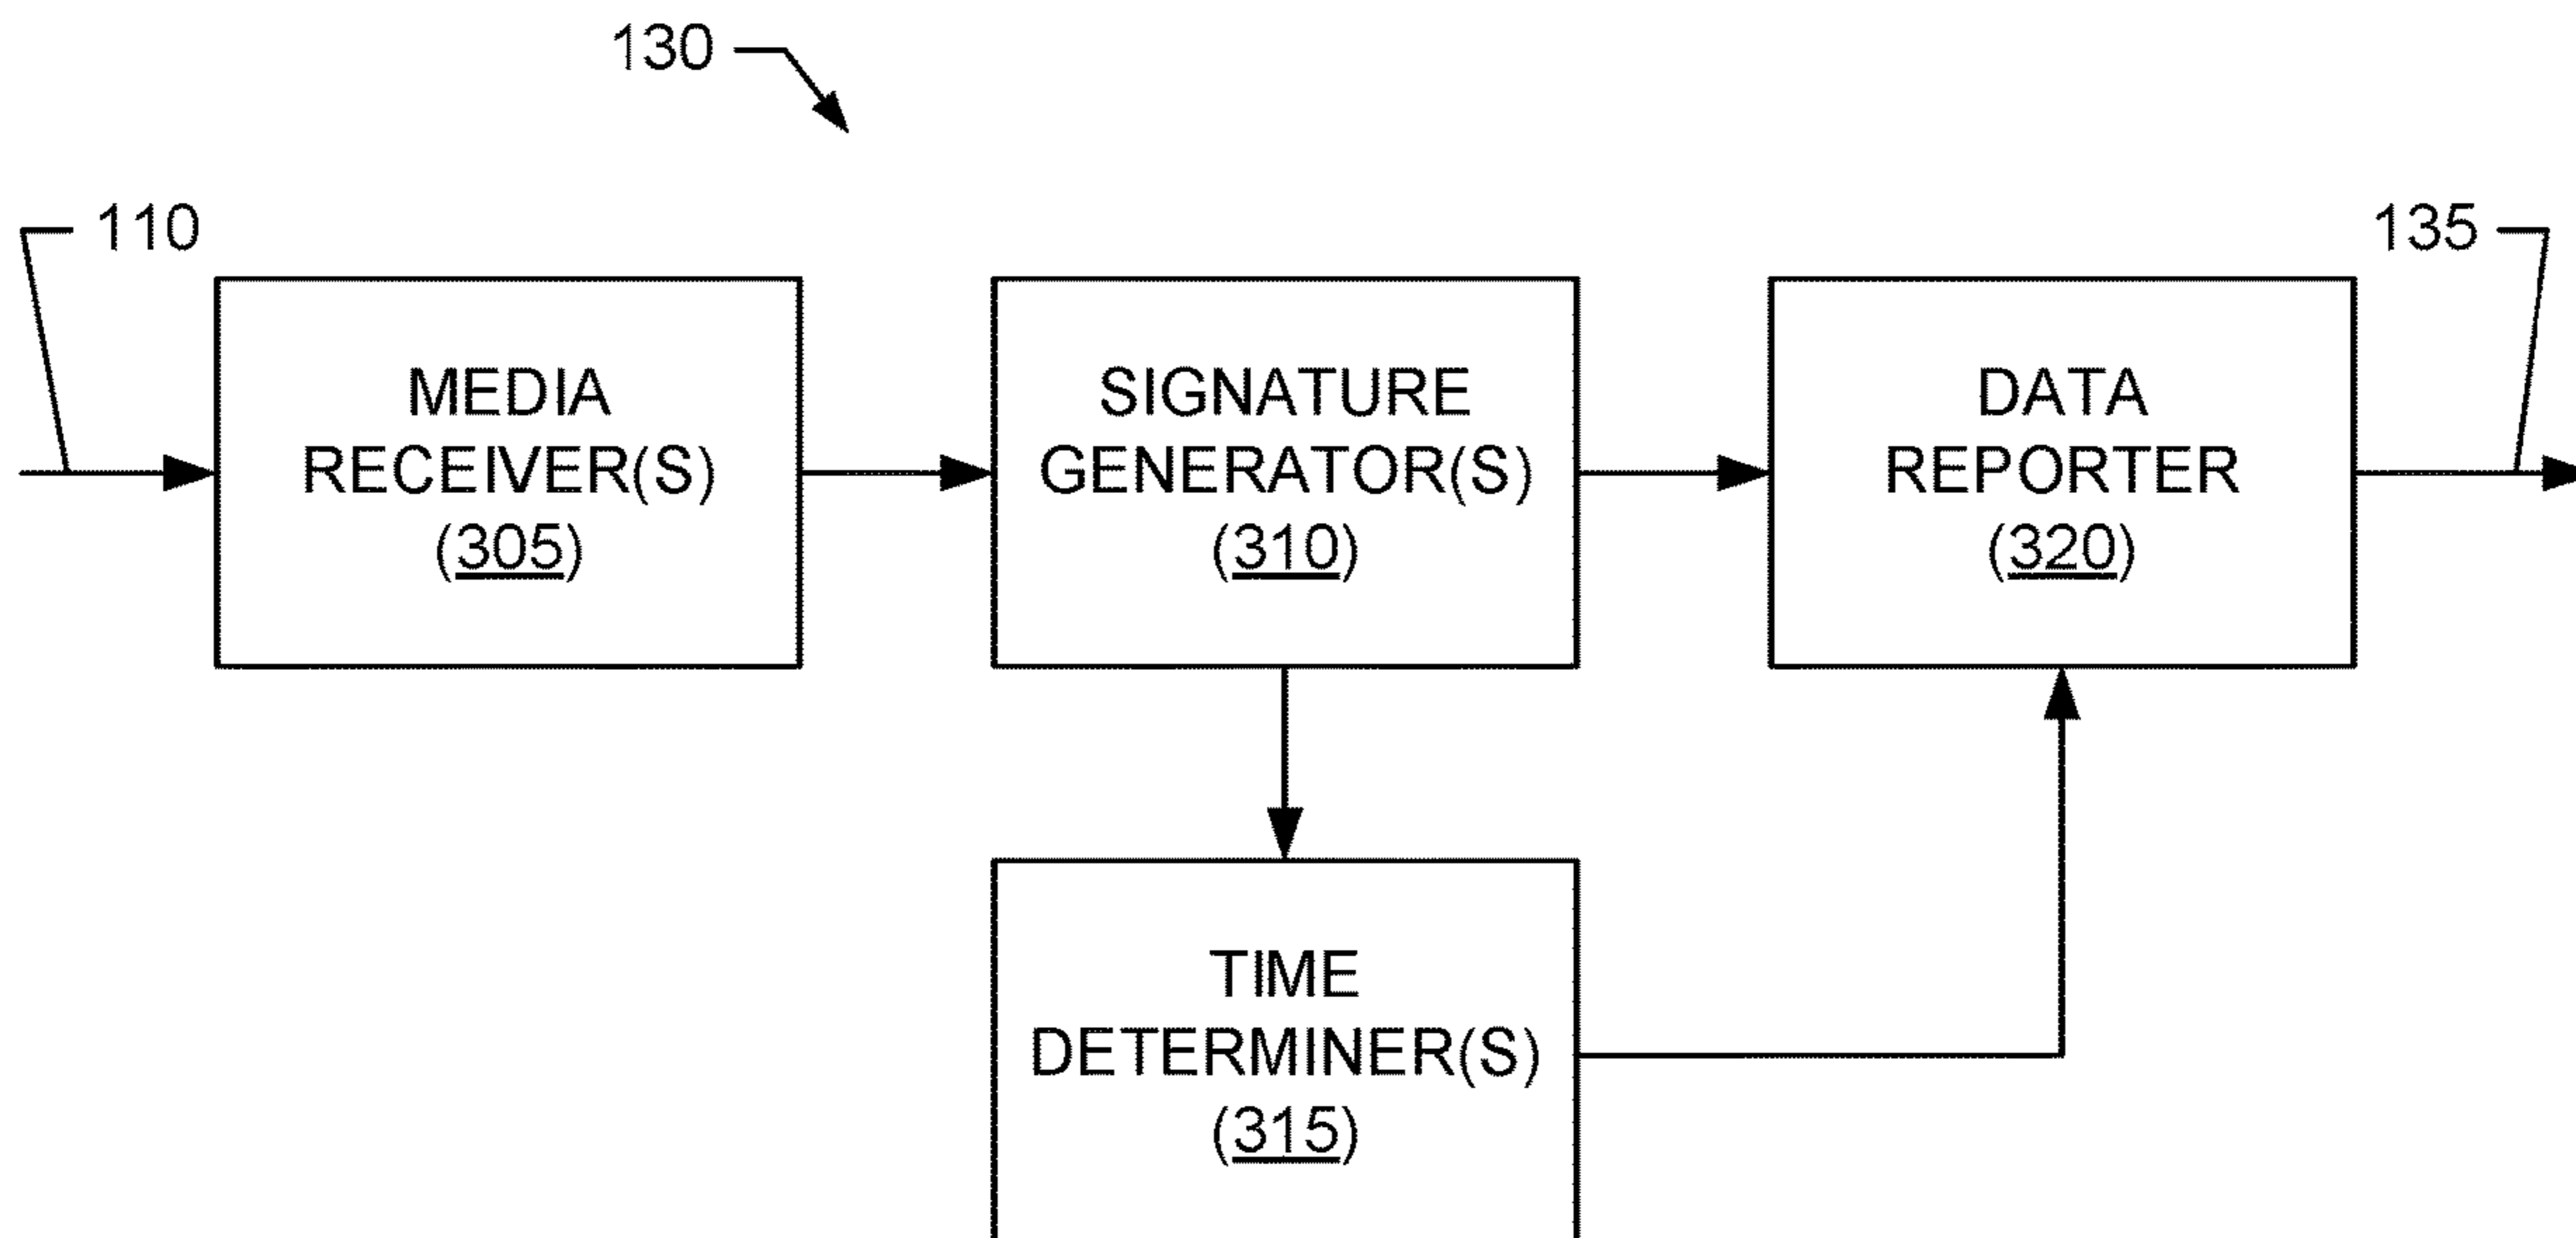 130
110
135
MEDIA
RECEIVER(S)
(305)
SIGNATURE
GENERATOR(S)
(310)
DATA
REPORTER
(320)
TIME
DETERMINER(S)
(315)